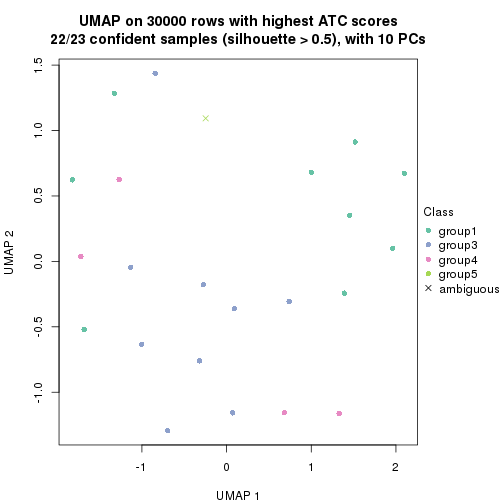 UMAP on 30000 rows with highest ATC scores
22/23 confident samples (silhouette > 0.5), with 10 PCs
1.5
1.0
0.5
0.0
-0.5
-1.0
UMAP 2
-1
0
1
2
UMAP 1
Class
group1
group3
group4
group5
ambiguous